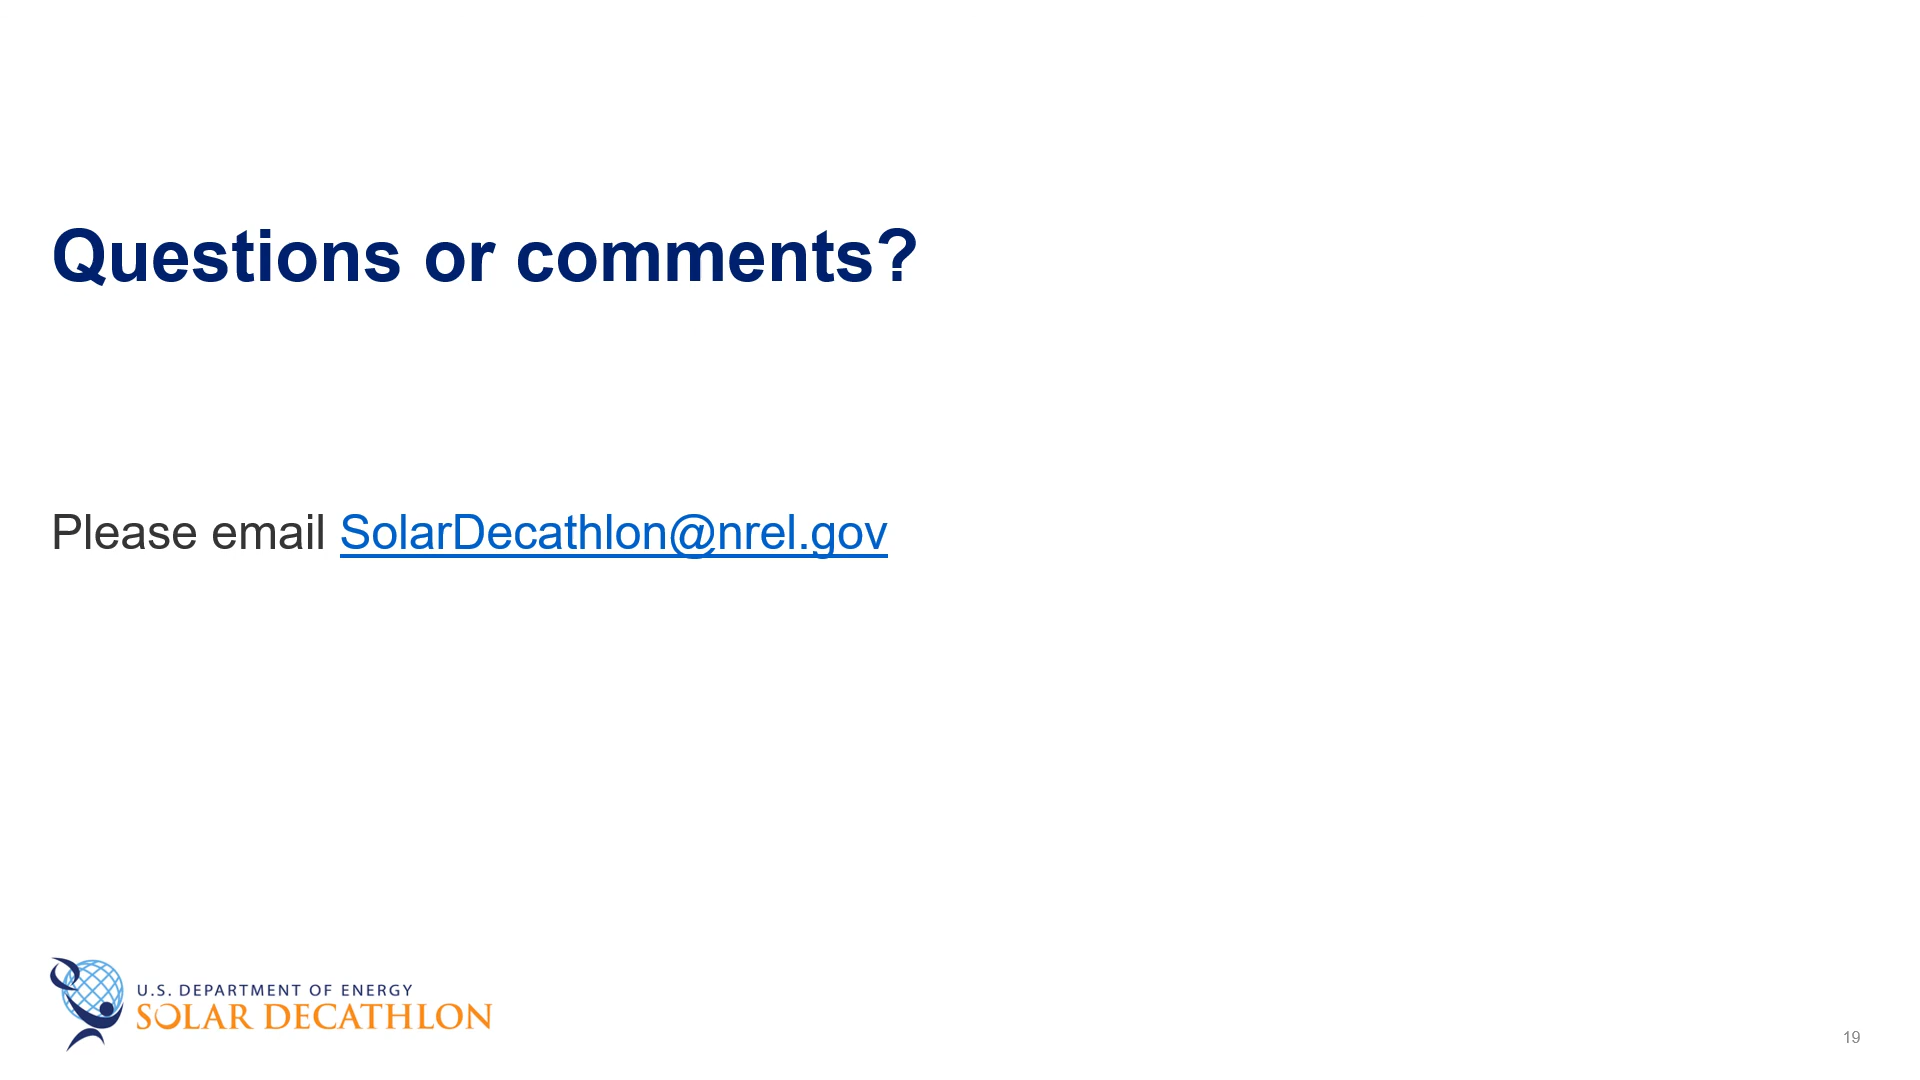 Questions or comments?
Please email SolarDecathlon@nrel.gov
U.S. DEPARTMENT OF ENERGY
SOLAR DECATHLON
19